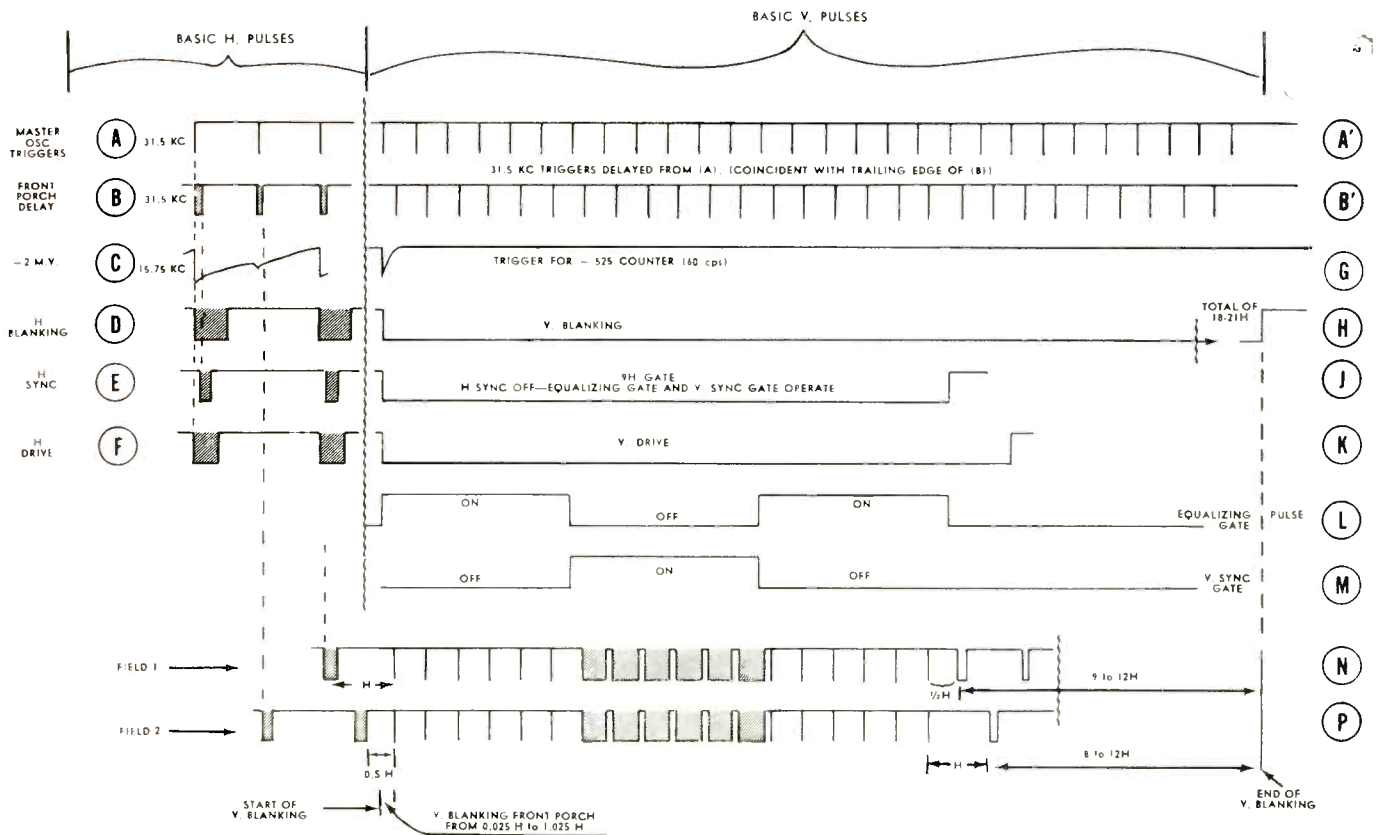 BASIC H. PULSES
BASIC V. PULSES
MASTER
OSC
TRIGGERS
A
31.5 KC
A'
31.5 KC TRIGGERS DELAYED FROM (A). (COINCIDENT WITH TRAILING EDGE OF (B))
FRONT
PORCH
DELAY
B
31.5 KC
B'
−2 M.V.
C
15.75 KC
TRIGGER FOR − 525 COUNTER (60 cps)
G
H
BLANKING
D
V. BLANKING
TOTAL OF
18-21H
H
H
SYNC
E
9H GATE
H SYNC OFF—EQUALIZING GATE AND V. SYNC GATE OPERATE
J
H
DRIVE
F
V. DRIVE
K
ON
OFF
ON
EQUALIZING PULSE
GATE
L
OFF
ON
OFF
V. SYNC
GATE
M
FIELD 1
H
½H
9 to 12H
N
FIELD 2
0.5 H
H
8 to 12H
P
START OF
V. BLANKING
V. BLANKING FRONT PORCH
FROM 0.025 H to 1.025 H
END OF
V. BLANKING